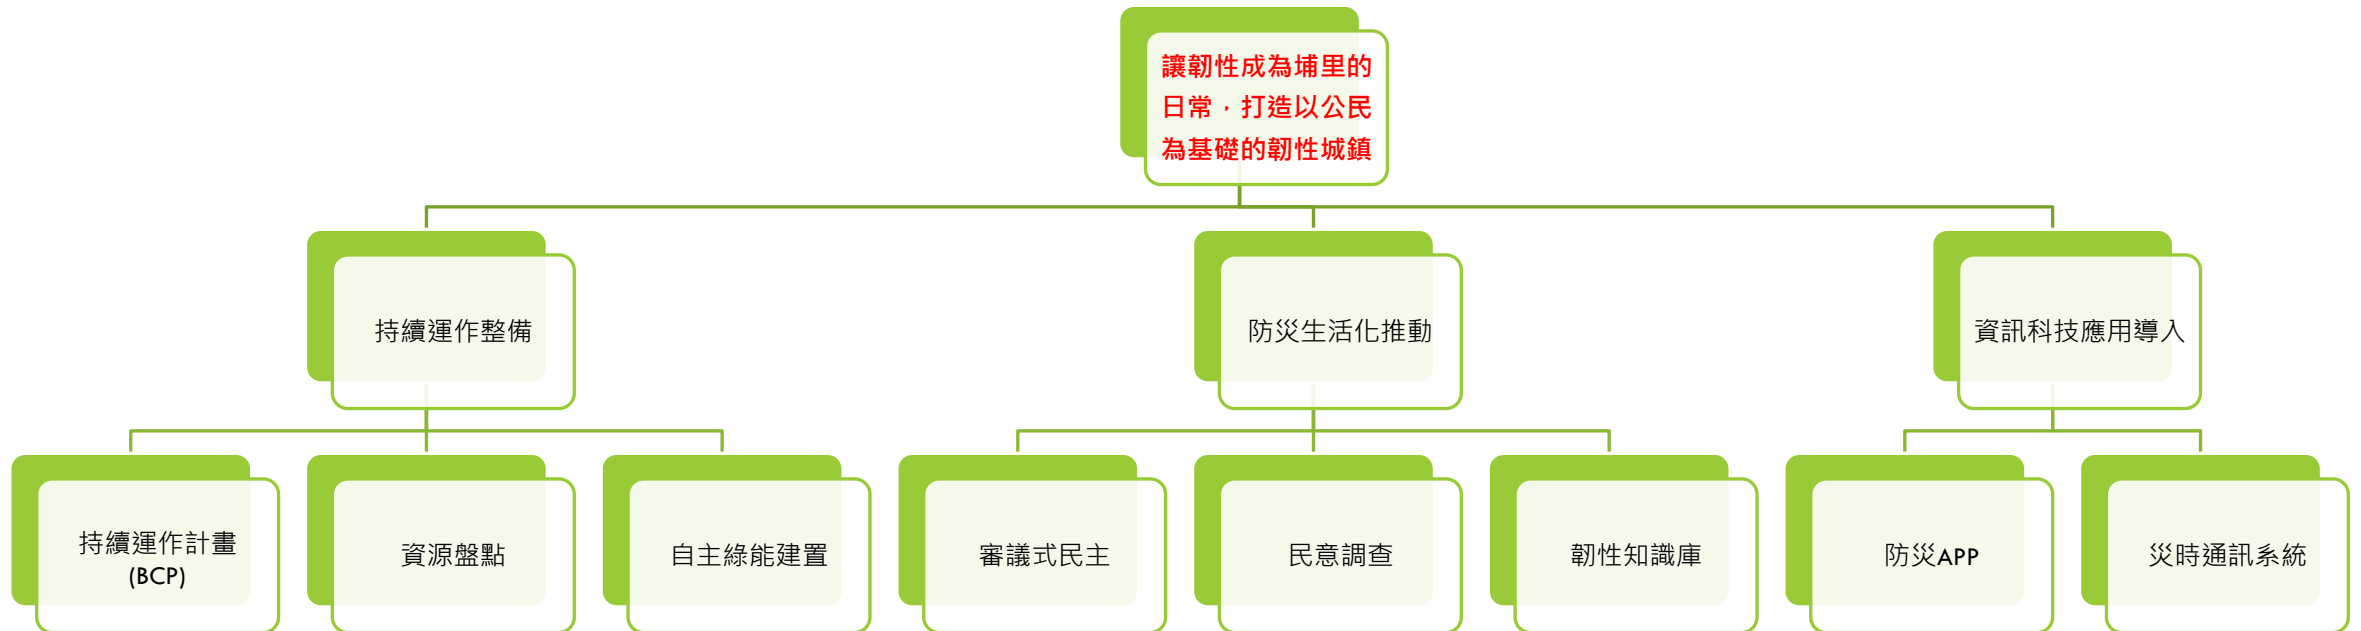 讓韌性成為埔里的
日常，打造以公民
為基礎的韌性城鎮
持續運作整備
防災生活化推動
資訊科技應用導入
持續運作計畫
(BCP)
資源盤點
自主綠能建置
審議式民主
民意調查
韌性知識庫
防災APP
災時通訊系統